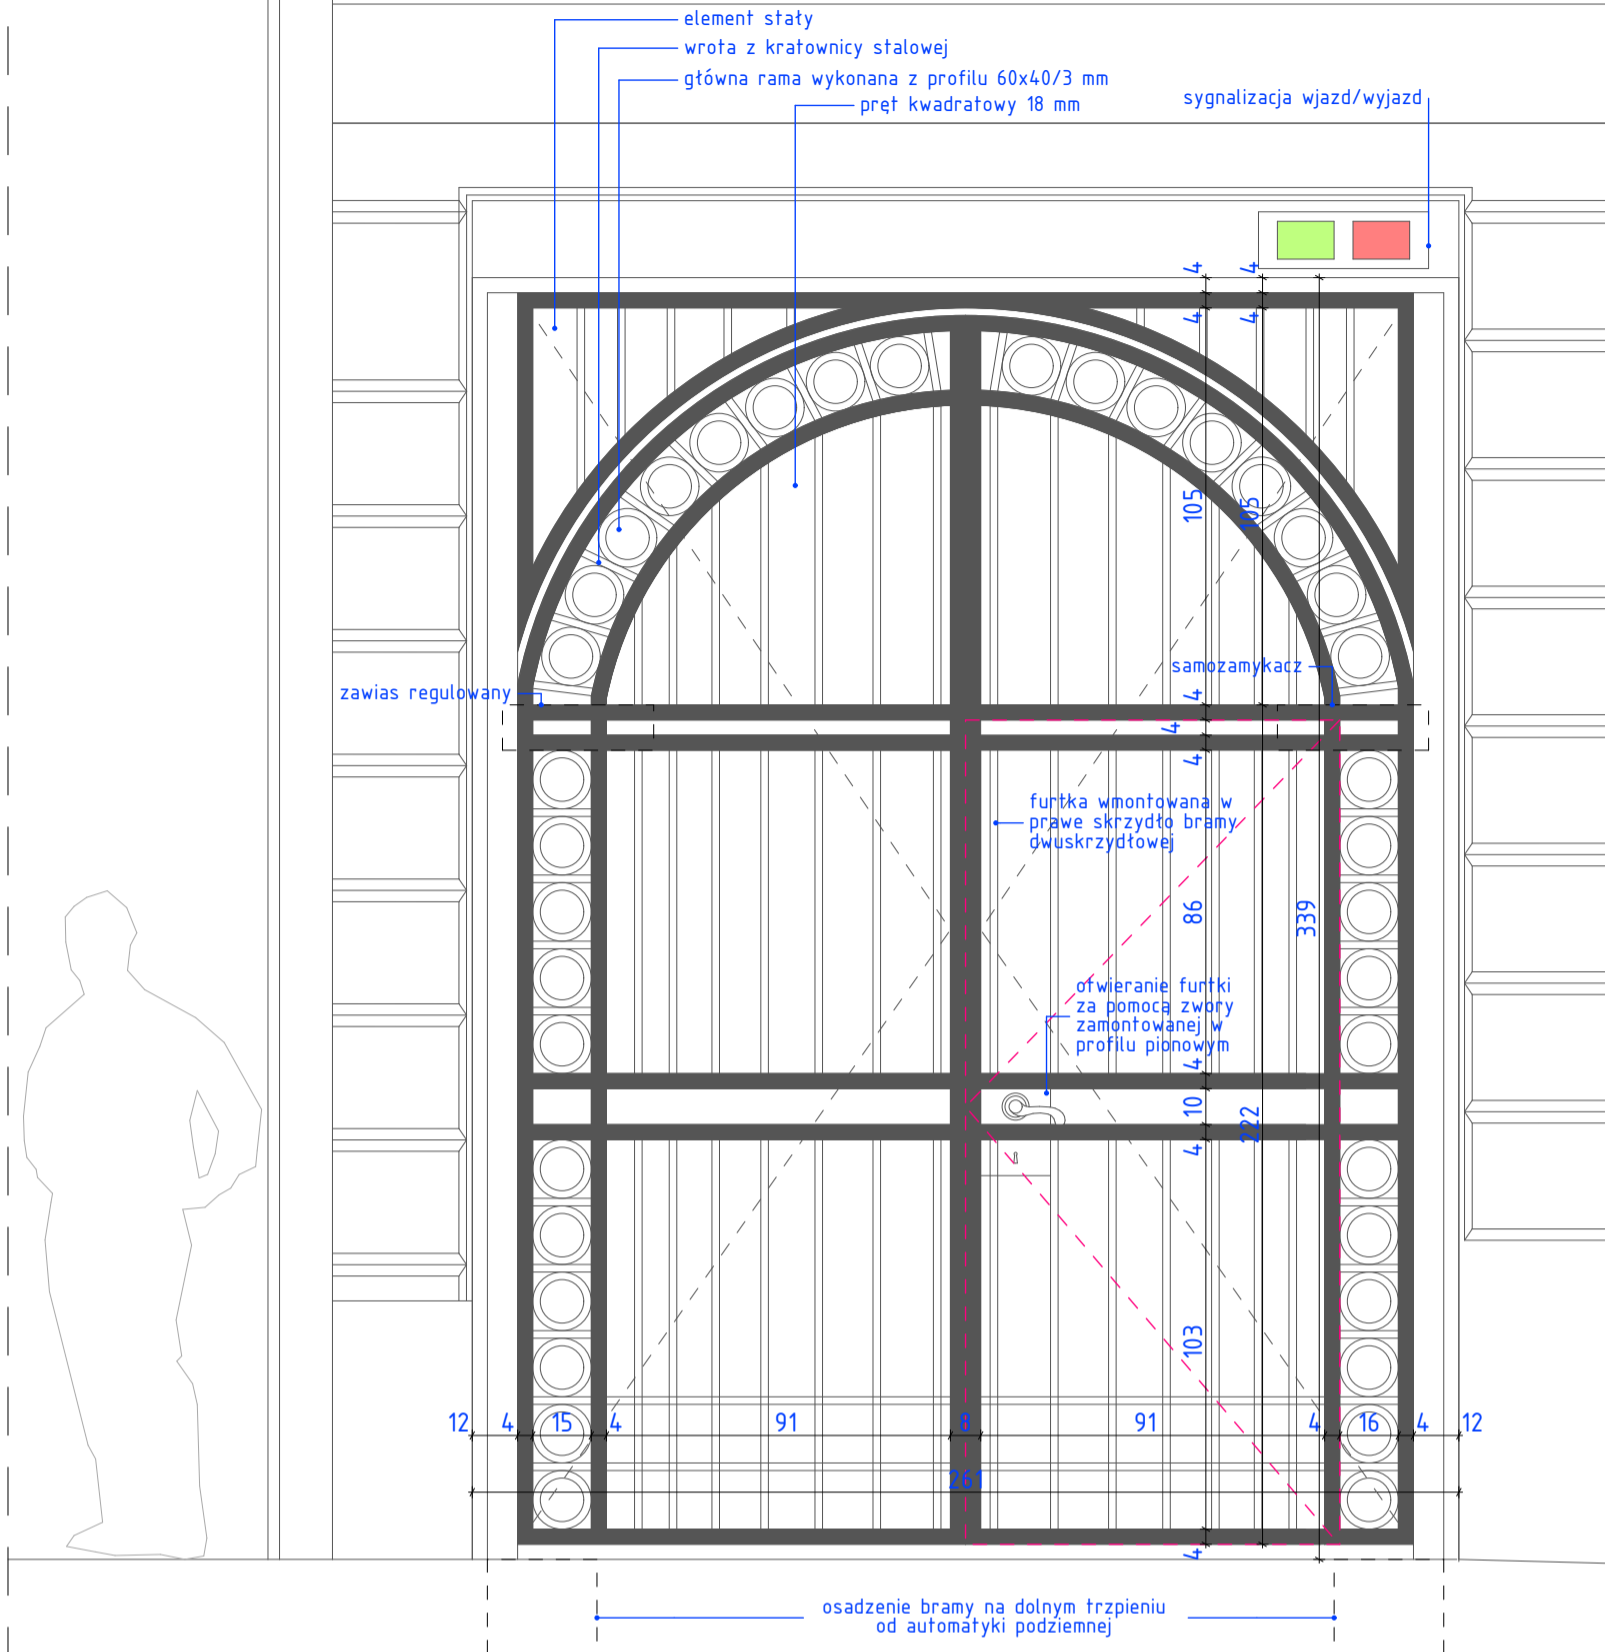 element stały
wrota z kratownicy stalowej
główna rama wykonana z profilu 60x40/3 mm
pręt kwadratowy 18 mm
sygnalizacja wjazd/wyjazd
4
4
4
4
105
105
samozamykacz
zawias regulowany
4
4
4
furtka wmontowana w
prawe skrzydło bramy
dwuskrzydłowej
86
339
otwieranie furtki
za pomocą zwory
zamontowanej w
profilu pionowym
4
10
222
4
103
12 4 15 4 91 8 91 4 16 4 12
261
4
osadzenie bramy na dolnym trzpieniu
od automatyki podziemnej